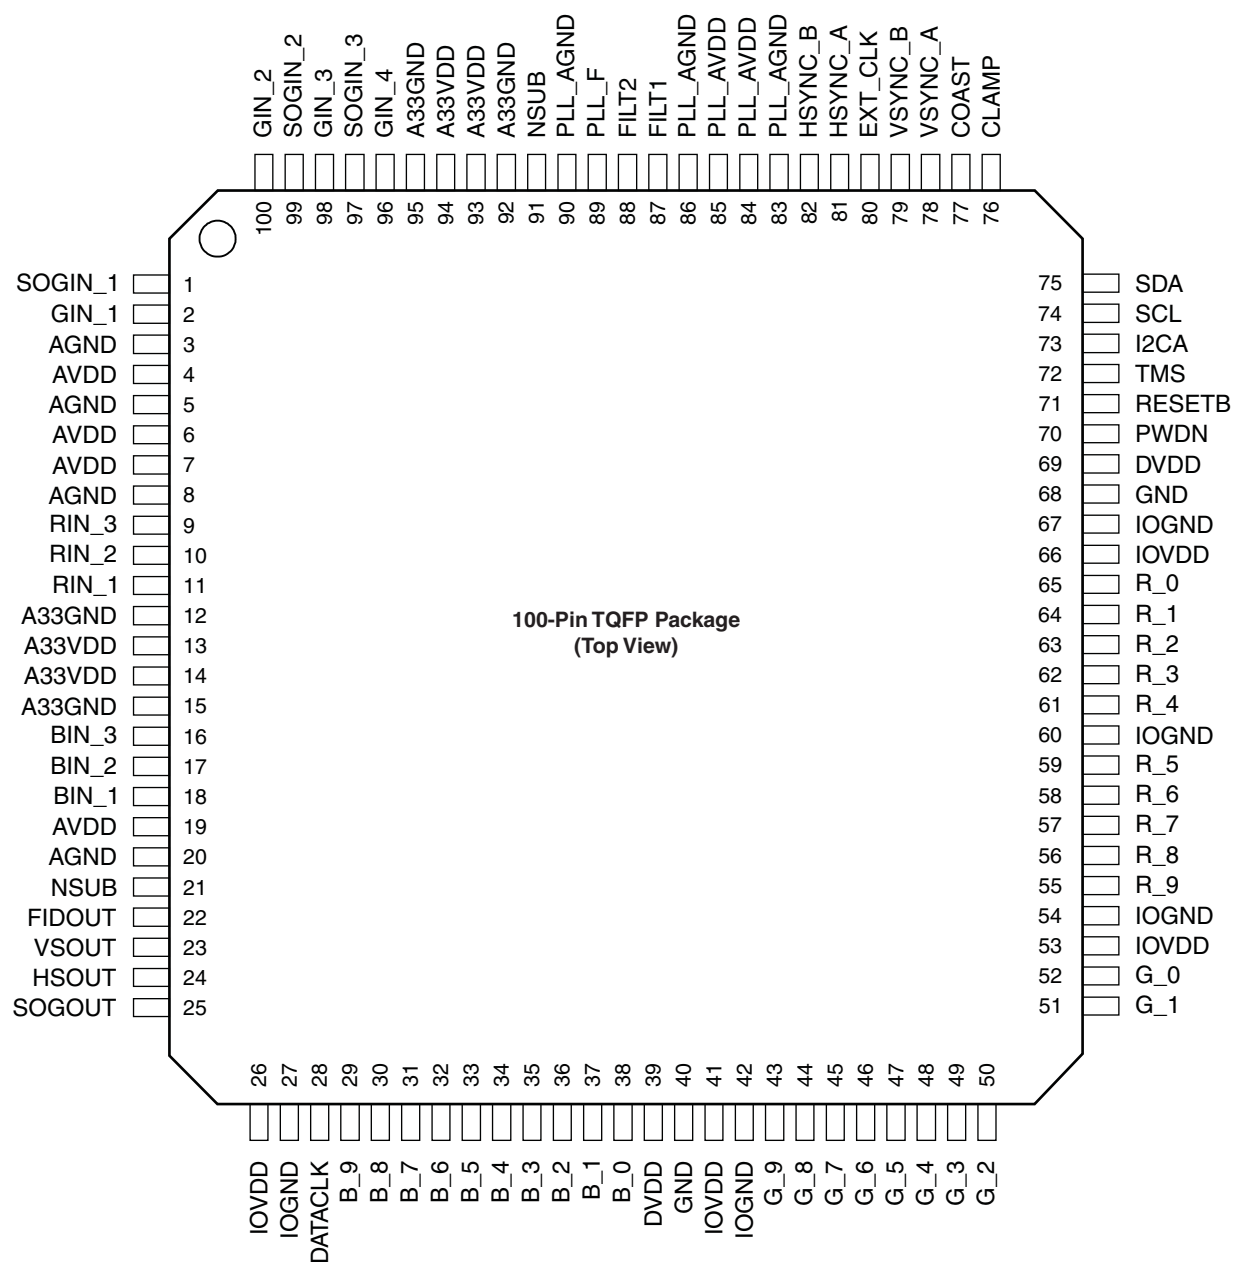 GIN_2
SOGIN_2
GIN_3
SOGIN_3
GIN_4
A33GND
A33VDD
A33VDD
A33GND
NSUB
PLL_AGND
PLL_F
FILT2
FILT1
PLL_AGND
PLL_AVDD
PLL_AVDD
PLL_AGND
HSYNC_B
HSYNC_A
EXT_CLK
VSYNC_B
VSYNC_A
COAST
CLAMP
100
99
98
97
96
95
94
93
92
91
90
89
88
87
86
85
84
83
82
81
80
79
78
77
76
SOGIN_1 1
GIN_1 2
AGND 3
AVDD 4
AGND 5
AVDD 6
AVDD 7
AGND 8
RIN_3 9
RIN_2 10
RIN_1 11
A33GND 12
A33VDD 13
A33VDD 14
A33GND 15
BIN_3 16
BIN_2 17
BIN_1 18
AVDD 19
AGND 20
NSUB 21
FIDOUT 22
VSOUT 23
HSOUT 24
SOGOUT 25
100-Pin TQFP Package
(Top View)
75 SDA
74 SCL
73 I2CA
72 TMS
71 RESETB
70 PWDN
69 DVDD
68 GND
67 IOGND
66 IOVDD
65 R_0
64 R_1
63 R_2
62 R_3
61 R_4
60 IOGND
59 R_5
58 R_6
57 R_7
56 R_8
55 R_9
54 IOGND
53 IOVDD
52 G_0
51 G_1
26
27
28
29
30
31
32
33
34
35
36
37
38
39
40
41
42
43
44
45
46
47
48
49
50
IOVDD
IOGND
DATACLK
B_9
B_8
B_7
B_6
B_5
B_4
B_3
B_2
B_1
B_0
DVDD
GND
IOVDD
IOGND
G_9
G_8
G_7
G_6
G_5
G_4
G_3
G_2